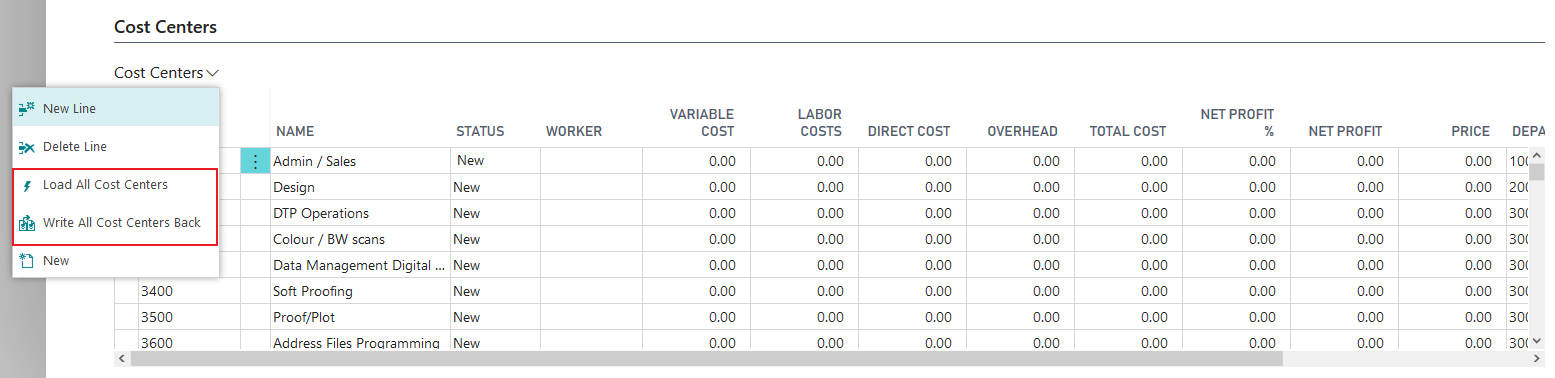 Cost Centers
Cost Centers
New Line
Delete Line
Load All Cost Centers
Write All Cost Centers Back
New
NAME STATUS WORKER VARIABLE COST LABOR COSTS DIRECT COST OVERHEAD TOTAL COST NET PROFIT % NET PROFIT PRICE DEPA
Admin / Sales New 0.00 0.00 0.00 0.00 0.00 0.00 0.00 0.00 100
Design New 0.00 0.00 0.00 0.00 0.00 0.00 0.00 0.00 200
DTP Operations New 0.00 0.00 0.00 0.00 0.00 0.00 0.00 0.00 300
Colour / BW scans New 0.00 0.00 0.00 0.00 0.00 0.00 0.00 0.00 300
Data Management Digital ... New 0.00 0.00 0.00 0.00 0.00 0.00 0.00 0.00 300
3400 Soft Proofing New 0.00 0.00 0.00 0.00 0.00 0.00 0.00 0.00 300
3500 Proof/Plot New 0.00 0.00 0.00 0.00 0.00 0.00 0.00 0.00 300
3600 Address Files Programming New 0.00 0.00 0.00 0.00 0.00 0.00 0.00 0.00 300